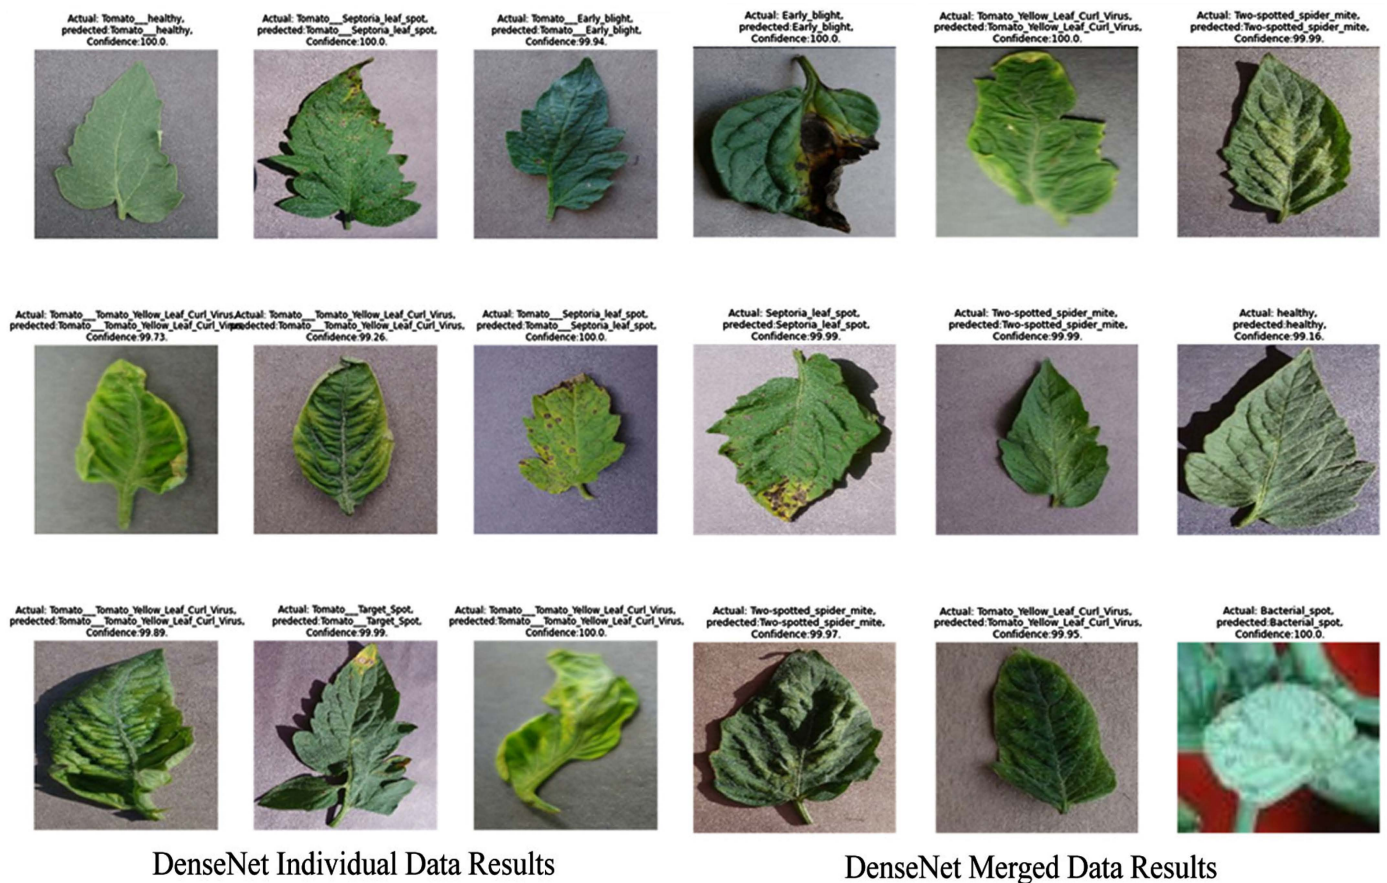 Actual: Tomato___healthy,
predected:Tomato___healthy,
Confidence:100.0.
Actual: Tomato___Septoria_leaf_spot,
predected:Tomato___Septoria_leaf_spot,
Confidence:100.0.
Actual: Tomato___Early_blight,
predected:Tomato___Early_blight,
Confidence:99.94.
Actual: Early_blight,
predected:Early_blight,
Confidence:100.0.
Actual: Tomato_Yellow_Leaf_Curl_Virus,
predected:Tomato_Yellow_Leaf_Curl_Virus,
Confidence:100.0.
Actual: Two-spotted_spider_mite,
predected:Two-spotted_spider_mite,
Confidence:99.99.
Actual: Tomato___Tomato_Yellow_Leaf_Curl_Virus,
predected:Tomato___Tomato_Yellow_Leaf_Curl_Virus,
Confidence:99.73.
Actual: Tomato___Tomato_Yellow_Leaf_Curl_Virus,
predected:Tomato___Tomato_Yellow_Leaf_Curl_Virus,
Confidence:99.26.
Actual: Tomato___Septoria_leaf_spot,
predected:Tomato___Septoria_leaf_spot,
Confidence:100.0.
Actual: Septoria_leaf_spot,
predected:Septoria_leaf_spot,
Confidence:99.99.
Actual: Two-spotted_spider_mite,
predected:Two-spotted_spider_mite,
Confidence:99.99.
Actual: healthy,
predected:healthy,
Confidence:99.16.
Actual: Tomato___Tomato_Yellow_Leaf_Curl_Virus,
predected:Tomato___Tomato_Yellow_Leaf_Curl_Virus,
Confidence:99.89.
Actual: Tomato___Target_Spot,
predected:Tomato___Target_Spot,
Confidence:99.99.
Actual: Tomato___Tomato_Yellow_Leaf_Curl_Virus,
predected:Tomato___Tomato_Yellow_Leaf_Curl_Virus,
Confidence:100.0.
Actual: Two-spotted_spider_mite,
predected:Two-spotted_spider_mite,
Confidence:99.97.
Actual: Tomato_Yellow_Leaf_Curl_Virus,
predected:Tomato_Yellow_Leaf_Curl_Virus,
Confidence:99.95.
Actual: Bacterial_spot,
predected:Bacterial_spot,
Confidence:100.0.
DenseNet Individual Data Results
DenseNet Merged Data Results